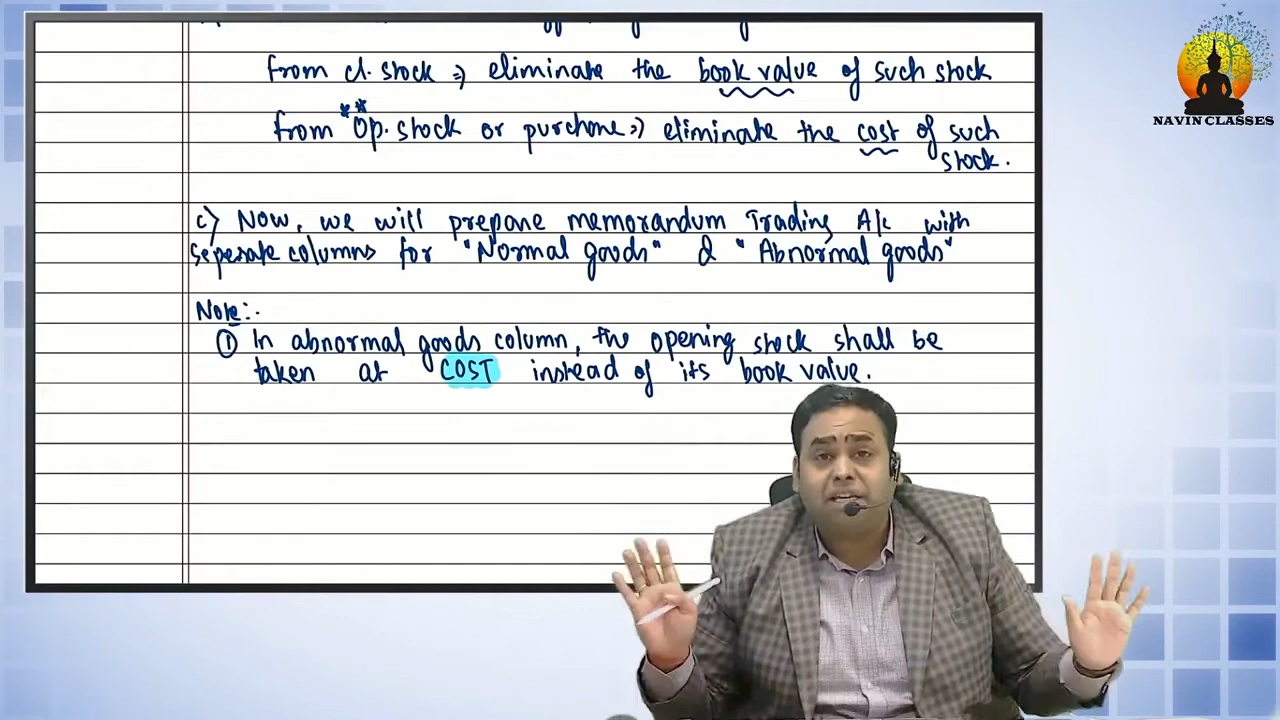 from cl. stock ⇒ eliminate the book value of such stock
from **Op. stock or purchase ⇒ eliminate the cost of such
stock.
c) Now, we will prepare memorandum Trading A/c with
seperate columns for "Normal goods" & "Abnormal goods"
Note:-
① In abnormal goods column, the opening stock shall be
taken at COST instead of its book value.
NAVIN CLASSES